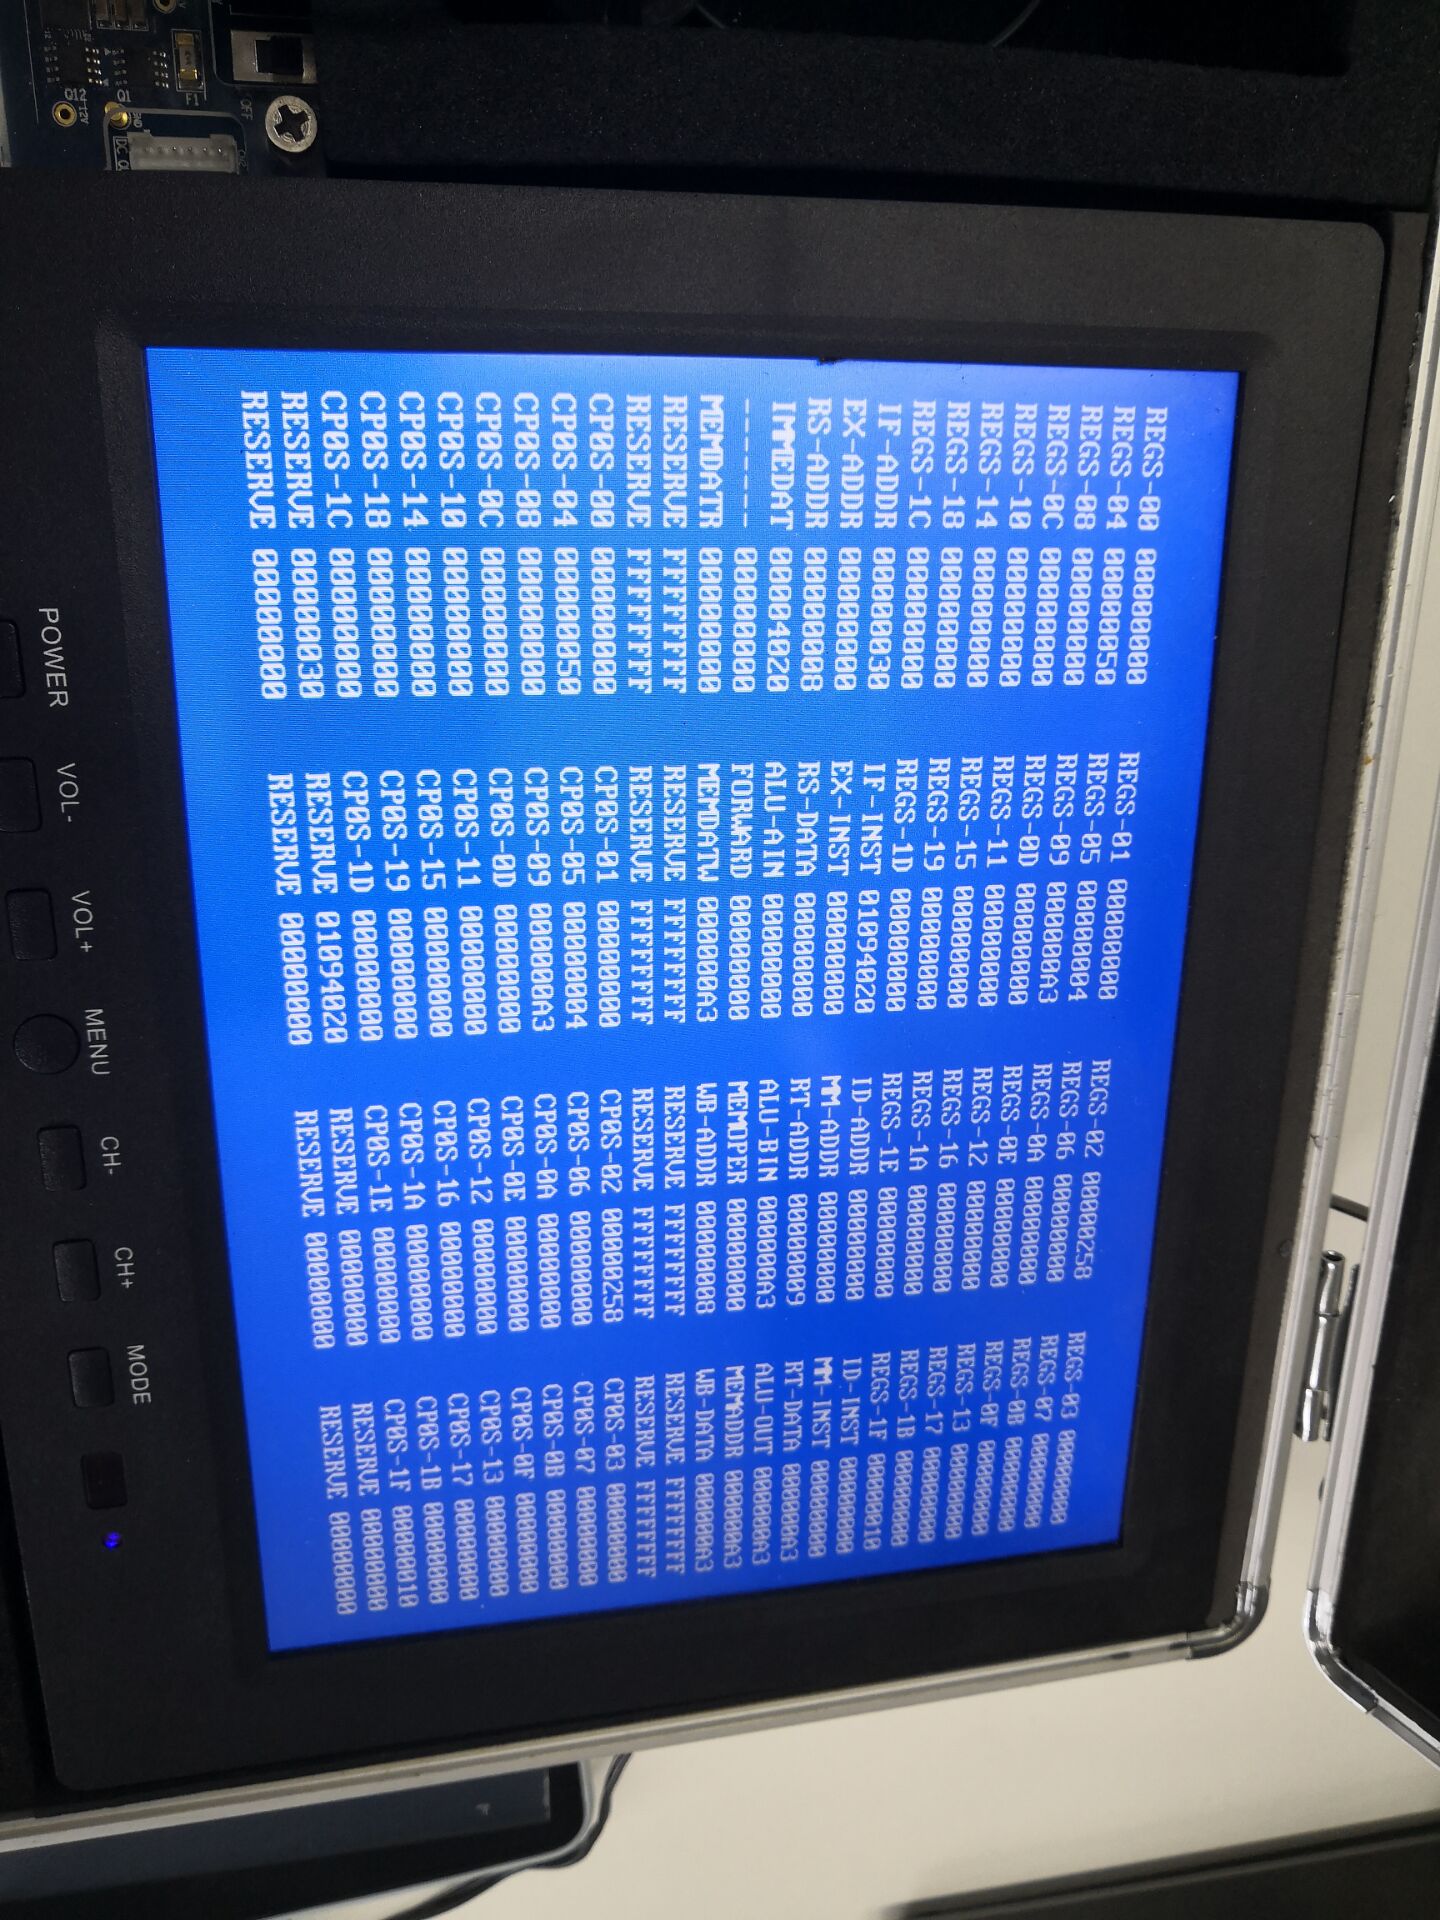 REGS-00 00000000 REGS-01 00000000 REGS-02 00000258 REGS-03 00000000
REGS-04 00000050 REGS-05 00000004 REGS-06 00000000 REGS-07 00000000
REGS-08 00000000 REGS-09 000000A3 REGS-0A 00000000 REGS-0B 00000000
REGS-0C 00000000 REGS-0D 00000000 REGS-0E 00000000 REGS-0F 00000000
REGS-10 00000000 REGS-11 00000000 REGS-12 00000000 REGS-13 00000000
REGS-14 00000000 REGS-15 00000000 REGS-16 00000000 REGS-17 00000000
REGS-18 00000000 REGS-19 00000000 REGS-1A 00000000 REGS-1B 00000000
REGS-1C 00000000 REGS-1D 00000000 REGS-1E 00000000 REGS-1F 00000010
IF-ADDR 00000030 IF-INST 01094020 ID-ADDR 00000000 ID-INST 00000000
EX-ADDR 00000000 EX-INST 00000000 MM-ADDR 00000000 MM-INST 00000000
RS-ADDR 00000008 RS-DATA 00000000 RT-ADDR 00000009 RT-DATA 000000A3
IMMEDAT 00004020 ALU-AIN 00000000 ALU-BIN 000000A3 ALU-OUT 000000A3
------- 00000000 FORWARD 00000000 MEMDPER 00000000 MEMADDR 000000A3
MEMDATR 00000000 MEMDATW 000000A3 WB-ADDR 00000008 WB-DATA 000000A3
RESERVE FFFFFFFF RESERVE FFFFFFFF RESERVE FFFFFFFF RESERVE FFFFFFFF
RESERVE FFFFFFFF RESERVE FFFFFFFF RESERVE FFFFFFFF RESERVE FFFFFFFF
CP0S-00 00000000 CP0S-01 00000000 CP0S-02 00000258 CP0S-03 00000000
CP0S-04 00000050 CP0S-05 00000004 CP0S-06 00000000 CP0S-07 00000000
CP0S-08 00000000 CP0S-09 000000A3 CP0S-0A 00000000 CP0S-0B 00000000
CP0S-0C 00000000 CP0S-0D 00000000 CP0S-0E 00000000 CP0S-0F 00000000
CP0S-10 00000000 CP0S-11 00000000 CP0S-12 00000000 CP0S-13 00000000
CP0S-14 00000000 CP0S-15 00000000 CP0S-16 00000000 CP0S-17 00000000
CP0S-18 00000000 CP0S-19 00000000 CP0S-1A 00000000 CP0S-1B 00000000
CP0S-1C 00000000 CP0S-1D 00000000 CP0S-1E 00000000 CP0S-1F 00000010
RESERVE 00000030 RESERVE 01094020 RESERVE 00000000 RESERVE 00000000
RESERVE 00000000 RESERVE 00000000 RESERVE 00000000 RESERVE 00000000
POWER VOL- VOL+ MENU CH- CH+ MODE
Q12
Q1
F1
OFF
-12V
GND